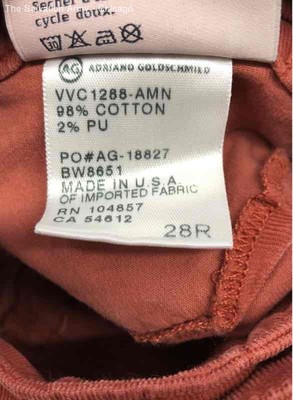 Sécher à
cycle doux.
AG ADRIANO GOLDSCHMIED
VVC1288-AMN
98% COTTON
2% PU
PO#AG-18827
BW8651
MADE IN U.S.A.
OF IMPORTED FABRIC
RN 104857
CA 54612
28R